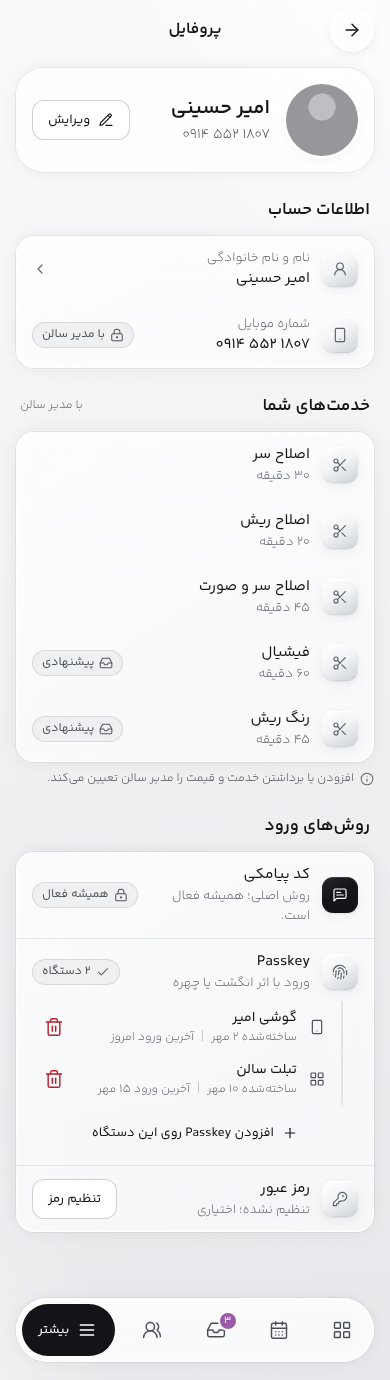 پروفایل
امیر حسینی
۰۹۱۴ ۵۵۲ ۱۸۰۷
ویرایش
اطلاعات حساب
نام و نام خانوادگی
امیر حسینی
شماره موبایل
۰۹۱۴ ۵۵۲ ۱۸۰۷
با مدیر سالن
خدمت‌های شما
با مدیر سالن
اصلاح سر
۳۰ دقیقه
اصلاح ریش
۲۰ دقیقه
اصلاح سر و صورت
۴۵ دقیقه
فیشیال
۶۰ دقیقه
پیشنهادی
رنگ ریش
۴۵ دقیقه
پیشنهادی
افزودن یا برداشتن خدمت و قیمت را مدیر سالن تعیین می‌کند.
روش‌های ورود
کد پیامکی
روش اصلی؛ همیشه فعال
است.
همیشه فعال
Passkey
ورود با اثر انگشت یا چهره
۲ دستگاه
گوشی امیر
ساخته‌شده ۲ مهر | آخرین ورود امروز
تبلت سالن
ساخته‌شده ۱۰ مهر | آخرین ورود ۱۵ مهر
افزودن Passkey روی این دستگاه
رمز عبور
تنظیم نشده؛ اختیاری
تنظیم رمز
۳
بیشتر